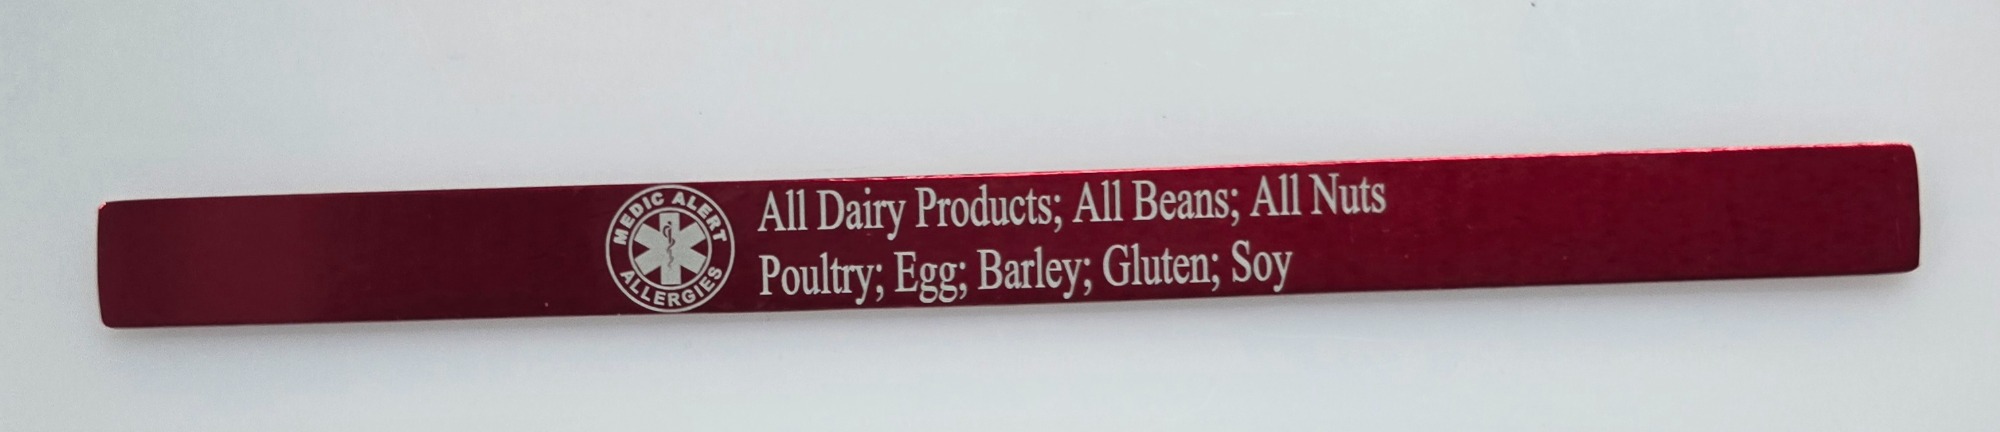 MEDIC ALERT
ALLERGIES
All Dairy Products; All Beans; All Nuts
Poultry; Egg; Barley; Gluten; Soy